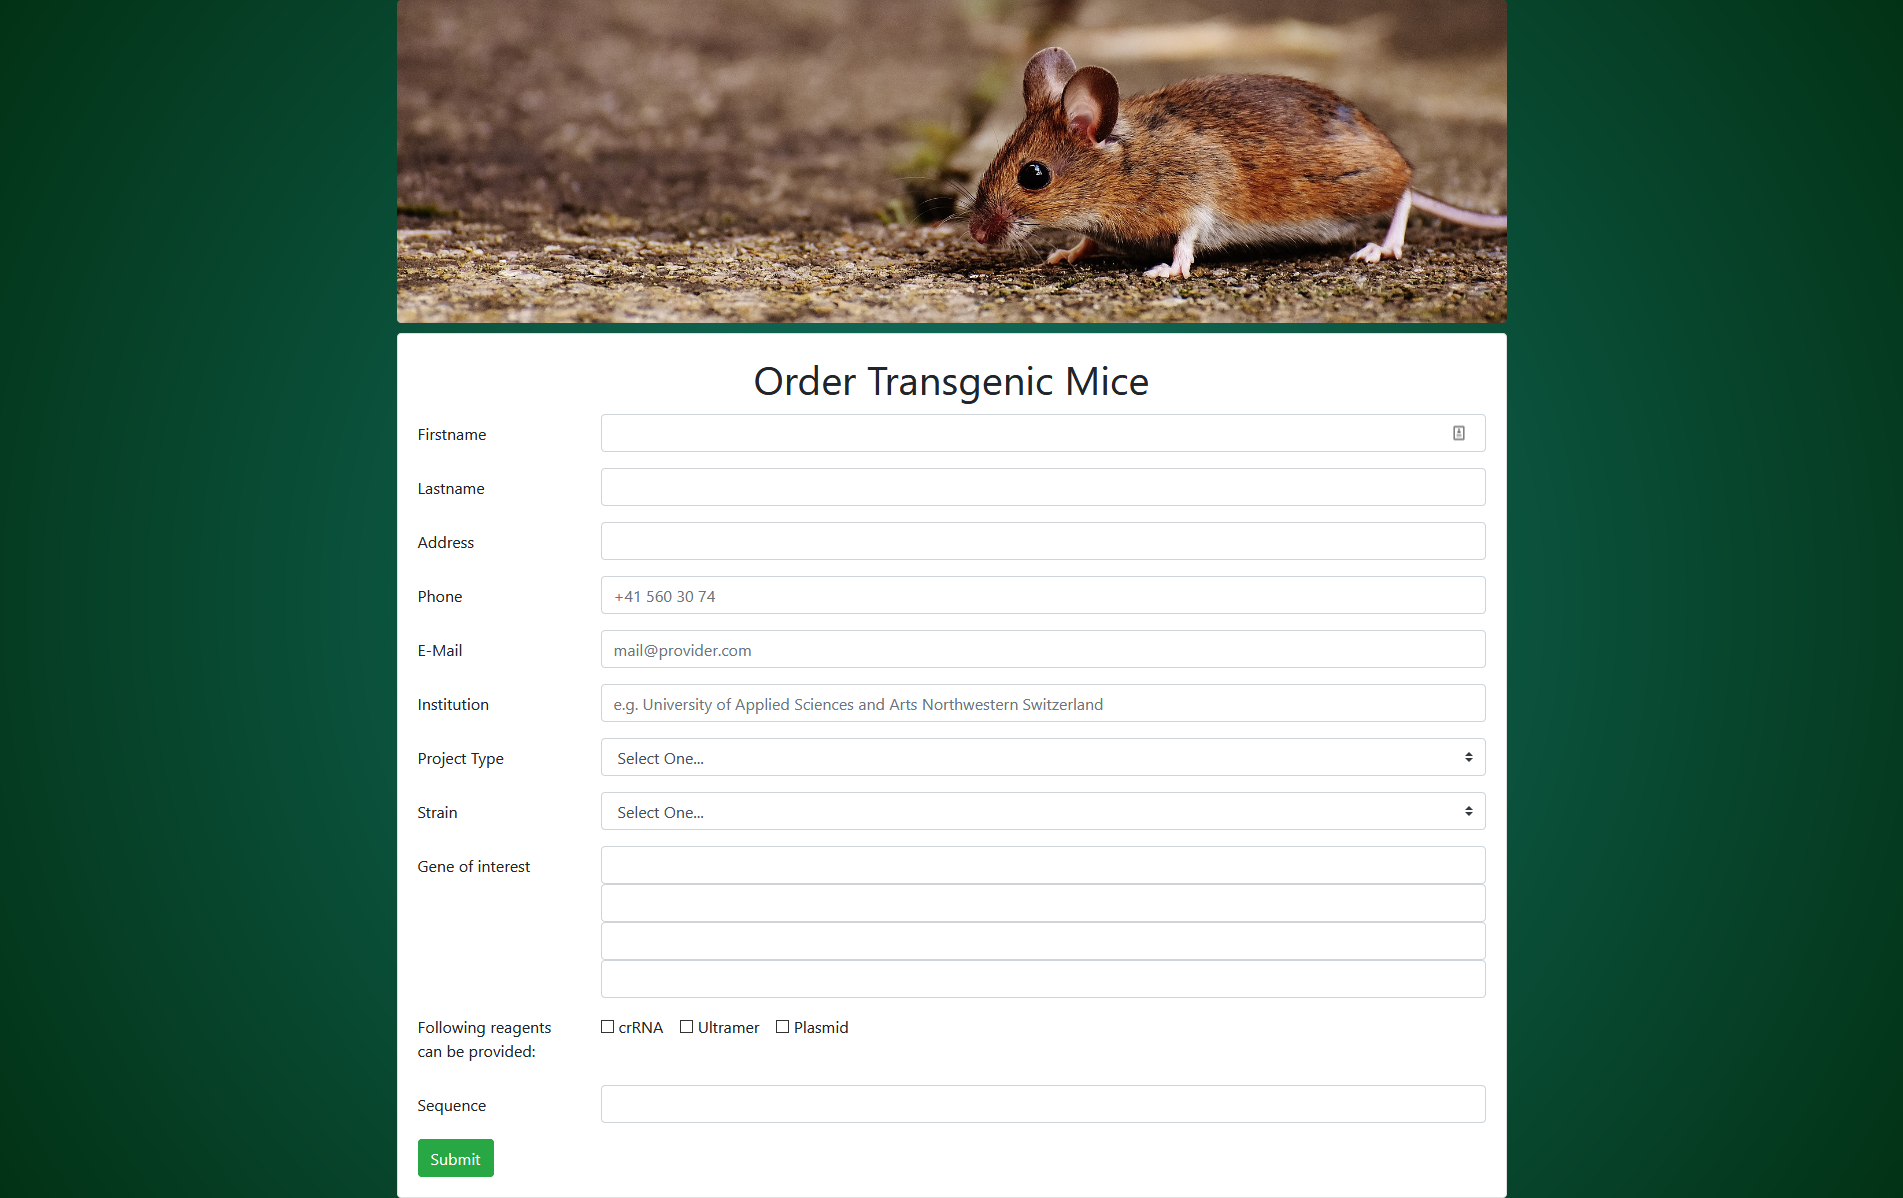 Order Transgenic Mice
Firstname
Lastname
Address
Phone +41 560 30 74
E-Mail mail@provider.com
Institution e.g. University of Applied Sciences and Arts Northwestern Switzerland
Project Type Select One...
Strain Select One...
Gene of interest
Following reagents can be provided: crRNA Ultramer Plasmid
Sequence
Submit